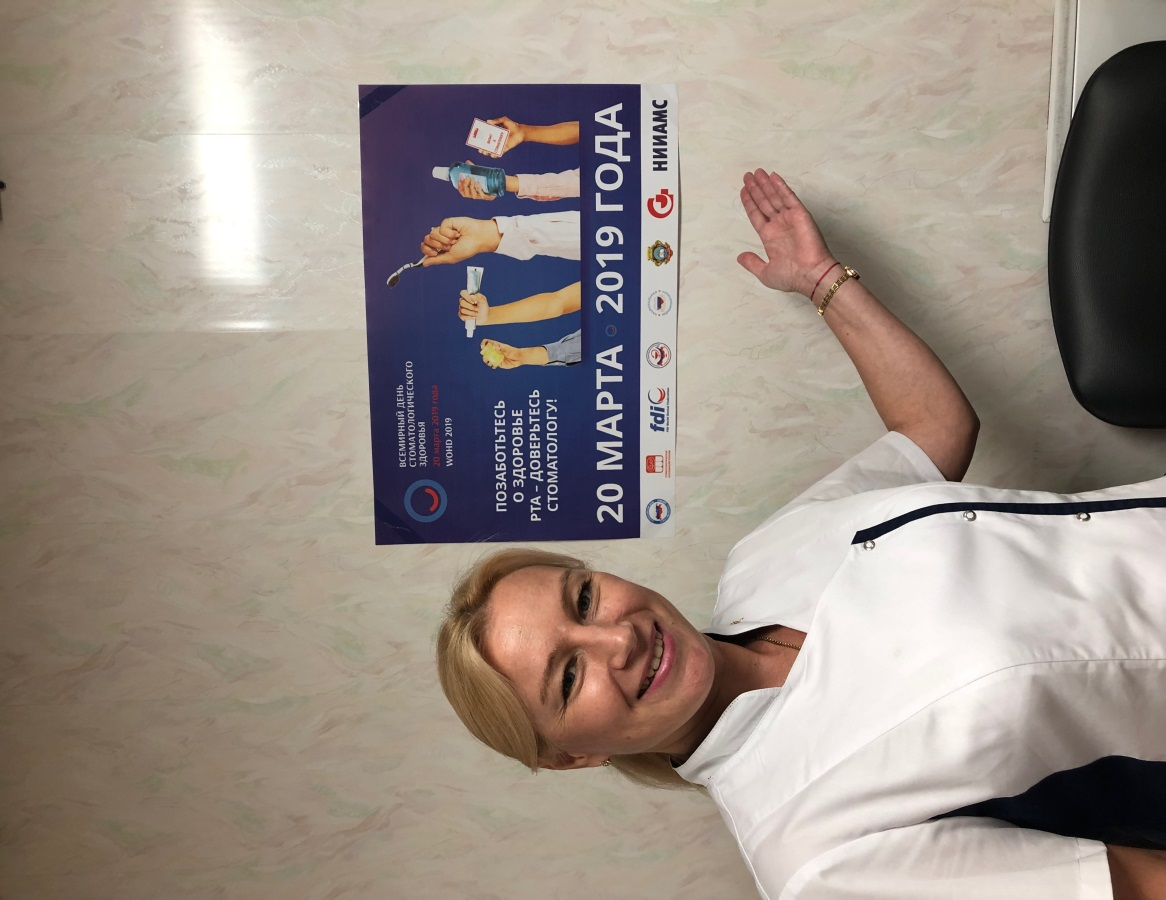 ВСЕМИРНЫЙ ДЕНЬ
СТОМАТОЛОГИЧЕСКОГО
ЗДОРОВЬЯ
20 марта 2019 года
WOHD 2019
ПОЗАБОТЬТЕСЬ
О ЗДОРОВЬЕ
РТА – ДОВЕРЬТЕСЬ
СТОМАТОЛОГУ!
20 МАРТА 2019 ГОДА
fdi
НИИАМС